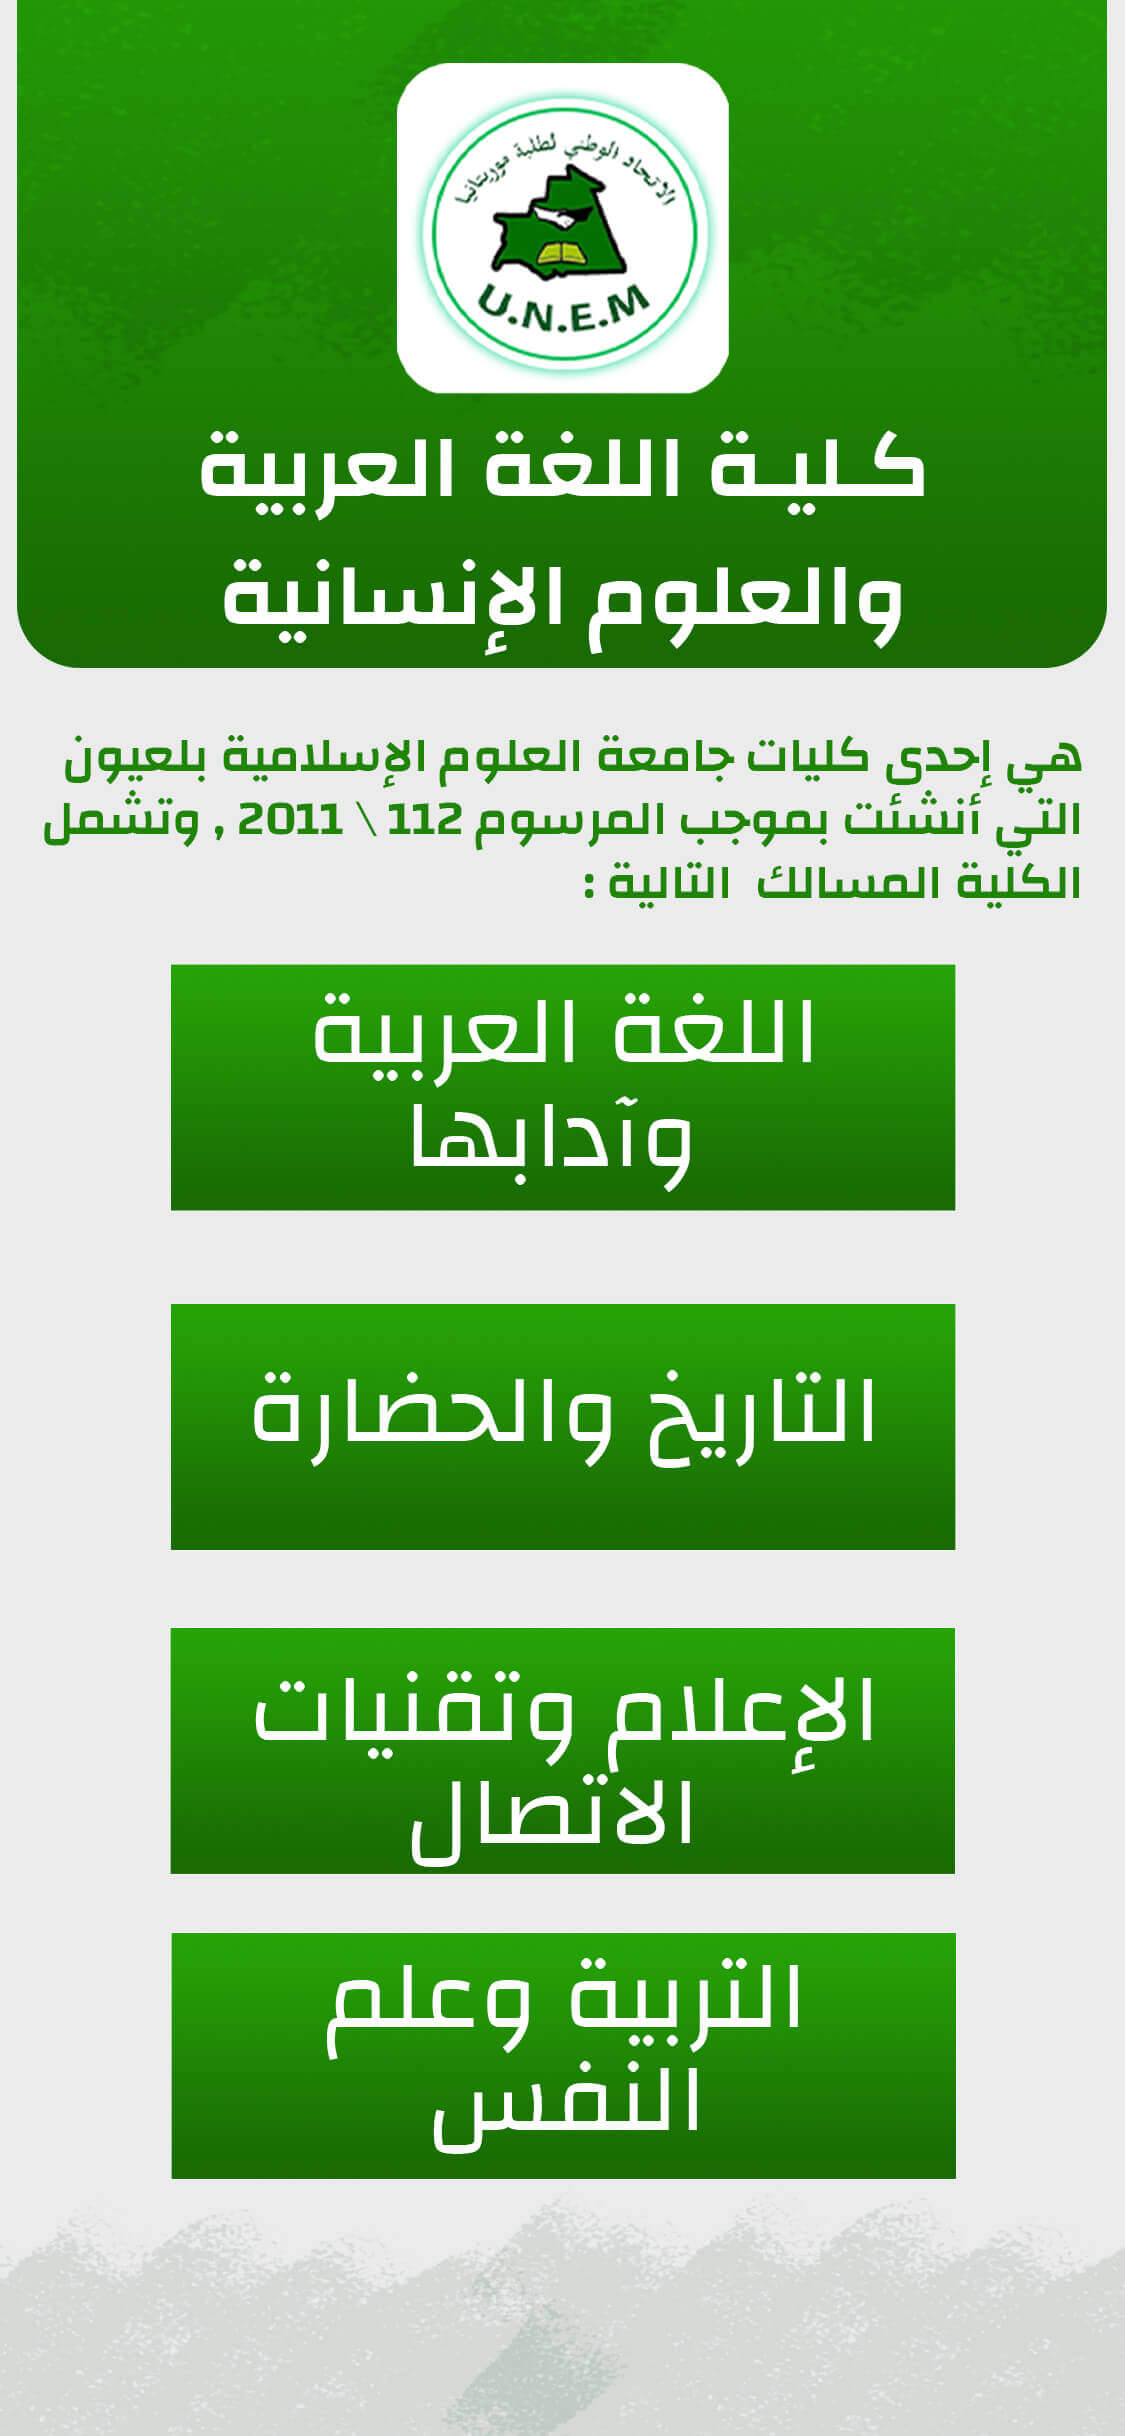 الاتحاد الوطني لطلبة موريتانيا
U.N.E.M
كـليـة اللغة العربية
والعلوم الإنسانية
هي إحدى كليات جامعة العلوم الإسلامية بلعيون
التي أنشئت بموجب المرسوم 112 \ 2011 , وتشمل
الكلية المسالك التالية :
اللغة العربية
وآدابها
التاريخ والحضارة
الإعلام وتقنيات
الاتصال
التربية وعلم
النفس